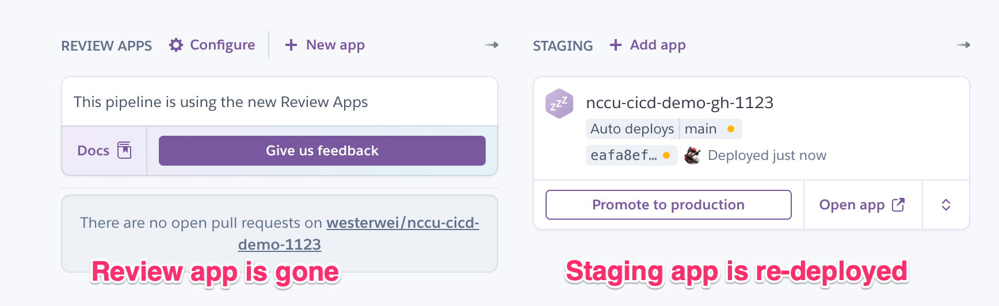 REVIEW APPS Configure New app
This pipeline is using the new Review Apps
Docs Give us feedback
There are no open pull requests on westerwei/nccu-cicd-
demo-1123
Review app is gone
STAGING Add app
zzz
nccu-cicd-demo-gh-1123
Auto deploys main
eafa8ef… Deployed just now
Promote to production Open app
Staging app is re-deployed